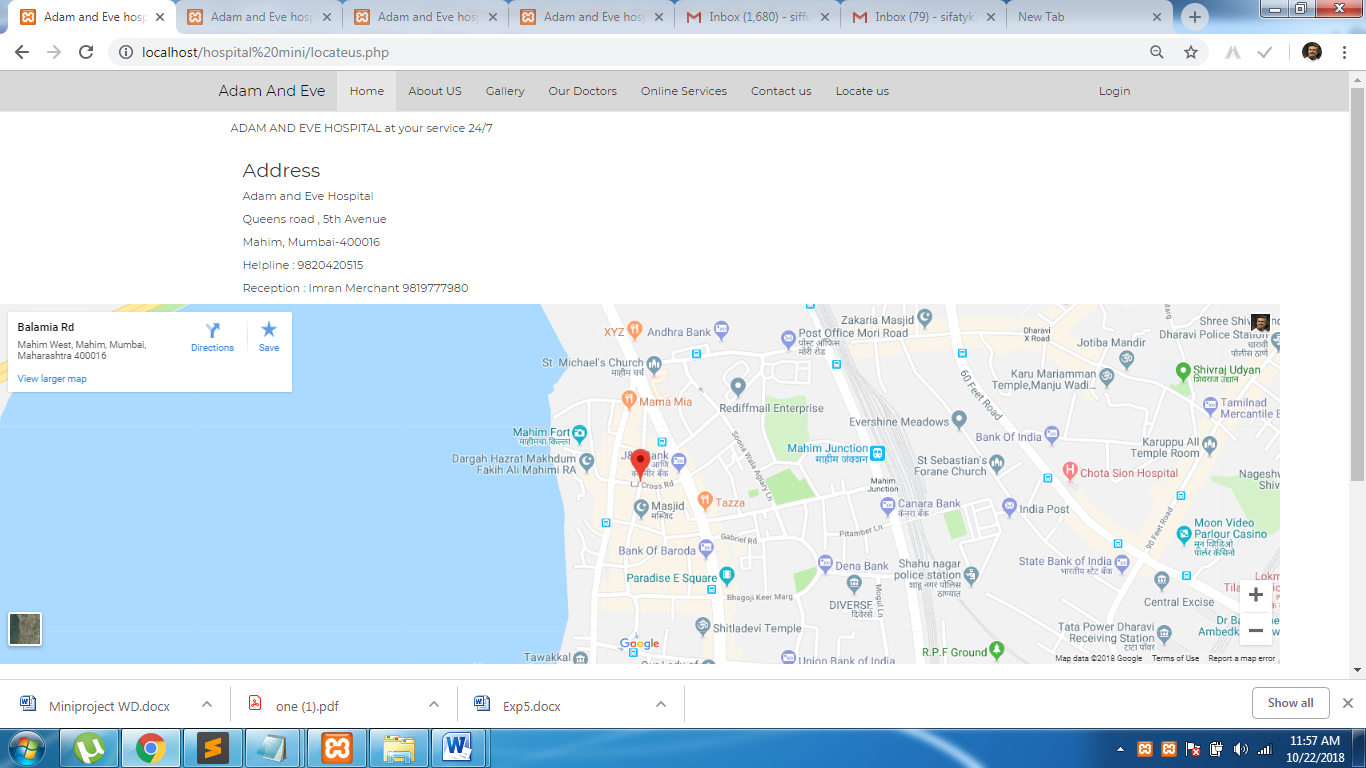 Adam and Eve hosp
Adam and Eve hosp
Adam and Eve hosp
Adam and Eve hosp
Inbox (1,680) - siffu
Inbox (79) - sifatyk
New Tab
localhost/hospital%20mini/locateus.php
Adam And Eve
Home
About US
Gallery
Our Doctors
Online Services
Contact us
Locate us
Login
ADAM AND EVE HOSPITAL at your service 24/7
Address
Adam and Eve Hospital
Queens road , 5th Avenue
Mahim, Mumbai-400016
Helpline : 9820420515
Reception : Imran Merchant 9819777980
Balamia Rd
Mahim West, Mahim, Mumbai,
Maharashtra 400016
Directions
Save
View larger map
XYZ
Andhra Bank
Zakaria Masjid
Post Office Mori Road
पोस्ट ऑफिस
मोरी रोड
Dharavi
X Road
Dharavi Police Station
पोलीस ठाणे
Jotiba Mandir
St. Michael's Church
माहीम चर्च
Karu Mariamman
Temple,Manju Wadi...
Shivraj Udyan
शिवराज उद्यान
Mama Mia
Rediffmail Enterprise
60 Feet Road
Tamilnad
Mercantile B
Evershine Meadows
Mahim Fort
माहीमचा किल्ला
Bank Of India
Mahim Junction
माहीम जंक्शन
Karuppu All
Temple Room
Dargah Hazrat Makhdum
Fakih Ali Mahimi RA
Soona Wala Agiary Ln
St Sebastian's
Forane Church
Chota Sion Hospital
LJ Cross Rd
Mahim
Junction
Masjid
मस्जिद
Tazza
Canara Bank
कॅनरा बँक
India Post
Moon Video
Parlour Casino
Pitamber Ln
Gabriel Rd
90 Feet Road
Bank Of Baroda
Dena Bank
Shahu nagar
police station
State Bank of India
भारतीय स्टेट बँक
Paradise E Square
Bhagoji Keer Marg
DIVERSE
Mogul Ln
Central Excise
Shitladevi Temple
Tata Power Dharavi
Receiving Station
टाटा पॉवर
Google
R.P.F Ground
Tawakkal
Union Bank of India
Map data ©2018 Google
Terms of Use
Report a map error
Miniproject WD.docx
one (1).pdf
Exp5.docx
Show all
11:57 AM
10/22/2018